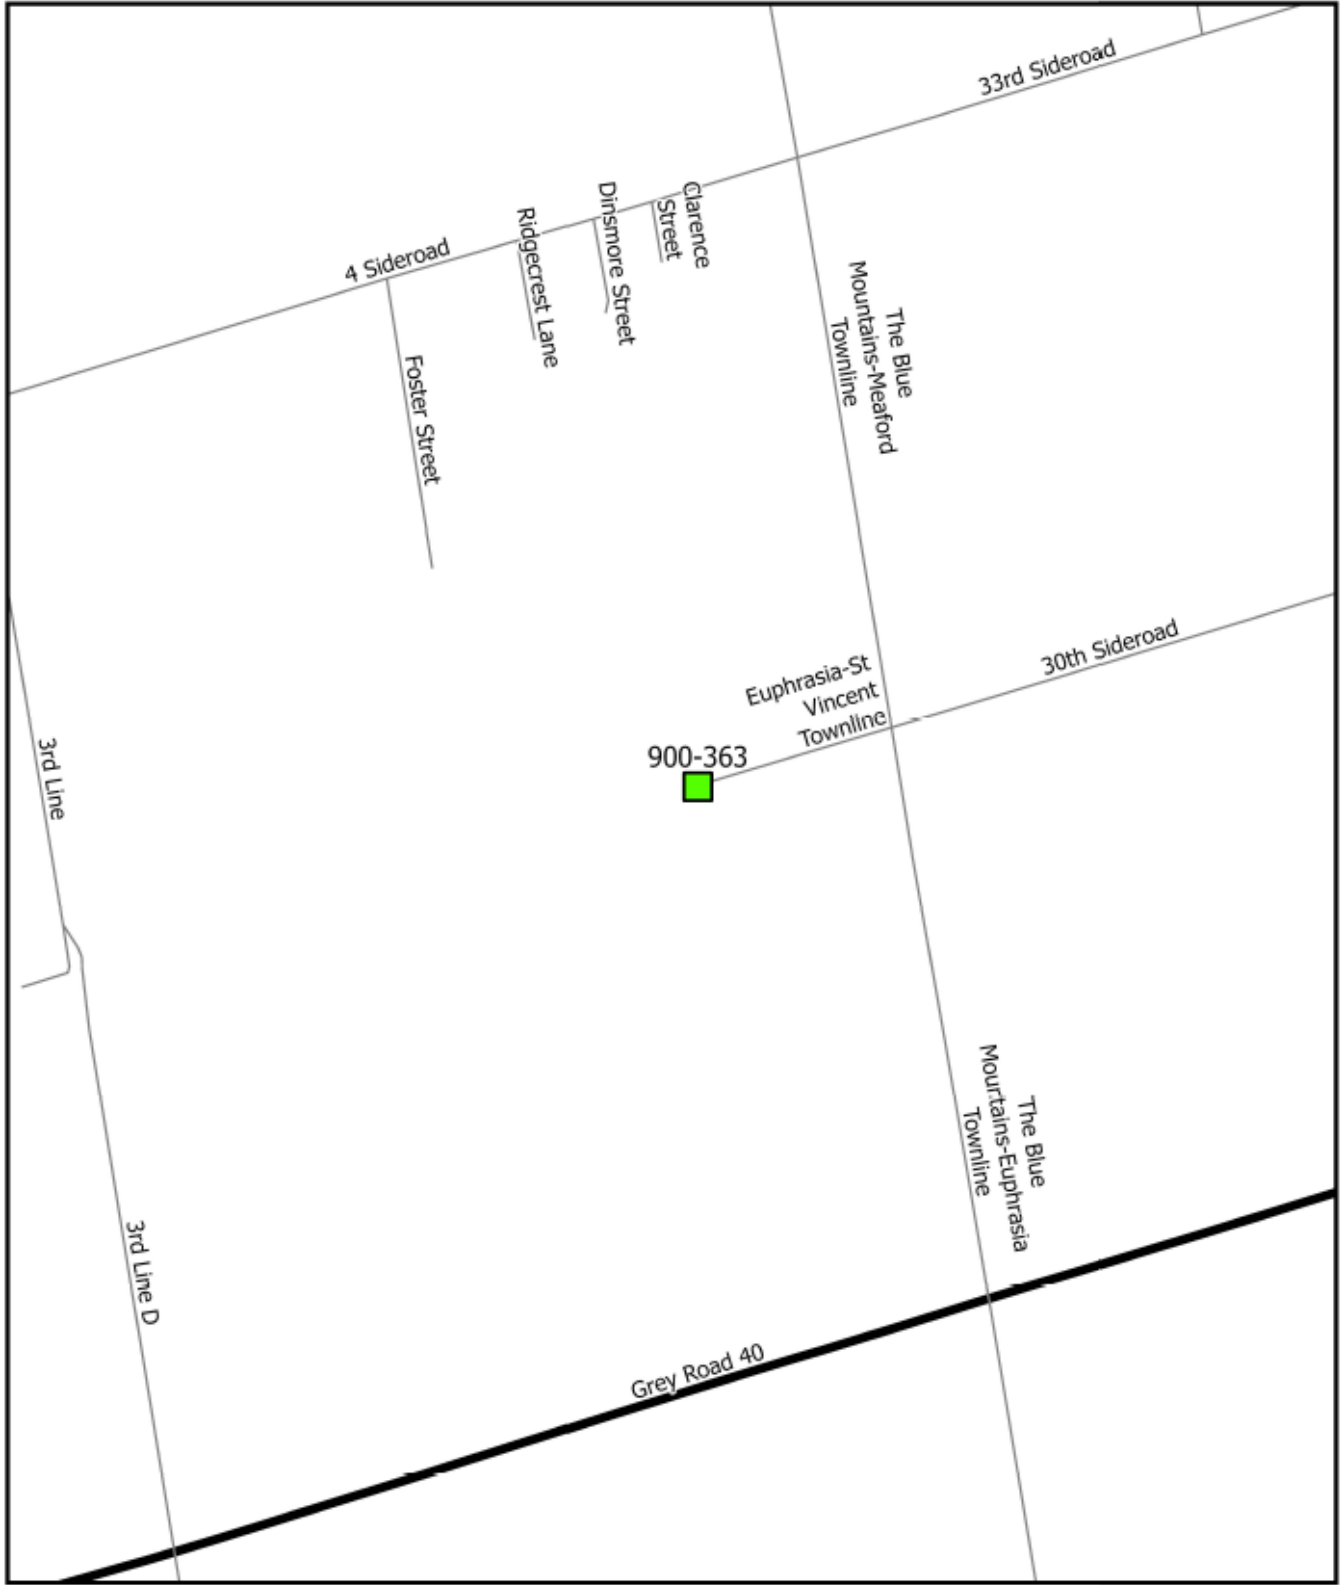 33rd Sideroad
Clarence
Street
Dinsmore Street
Ridgecrest Lane
4 Sideroad
The Blue
Mountains-Meaford
Townline
Foster Street
30th Sideroad
Euphrasia-St
Vincent
Townline
3rd Line
900-363
The Blue
Mountains-Euphrasia
Townline
3rd Line D
Grey Road 40